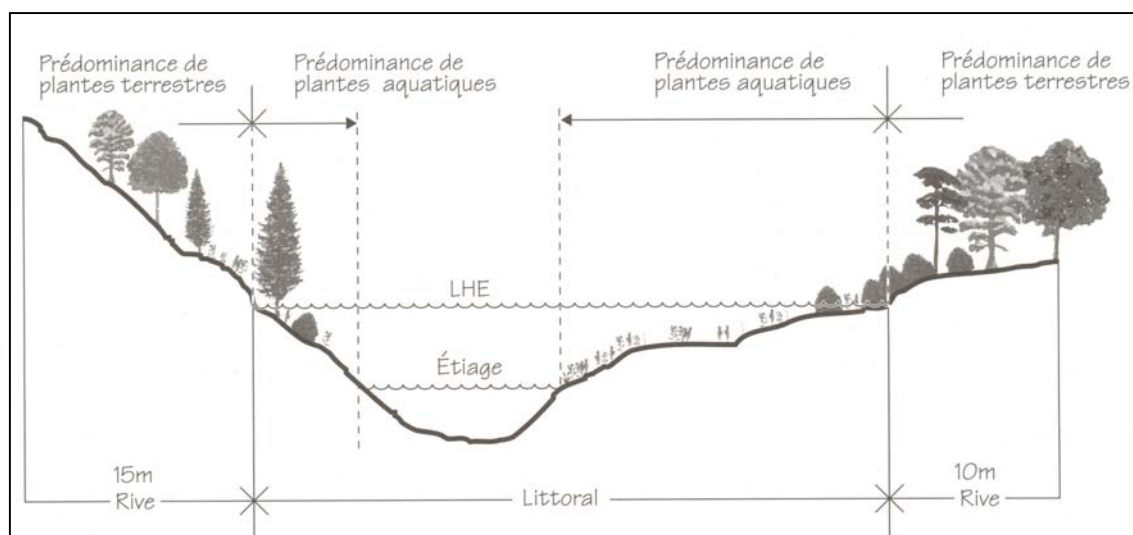 Prédominance de
plantes terrestres
Prédominance de
plantes aquatiques
Prédominance de
plantes aquatiques
Prédominance de
plantes terrestres
LHE
Étiage
15m
Rive
Littoral
10m
Rive